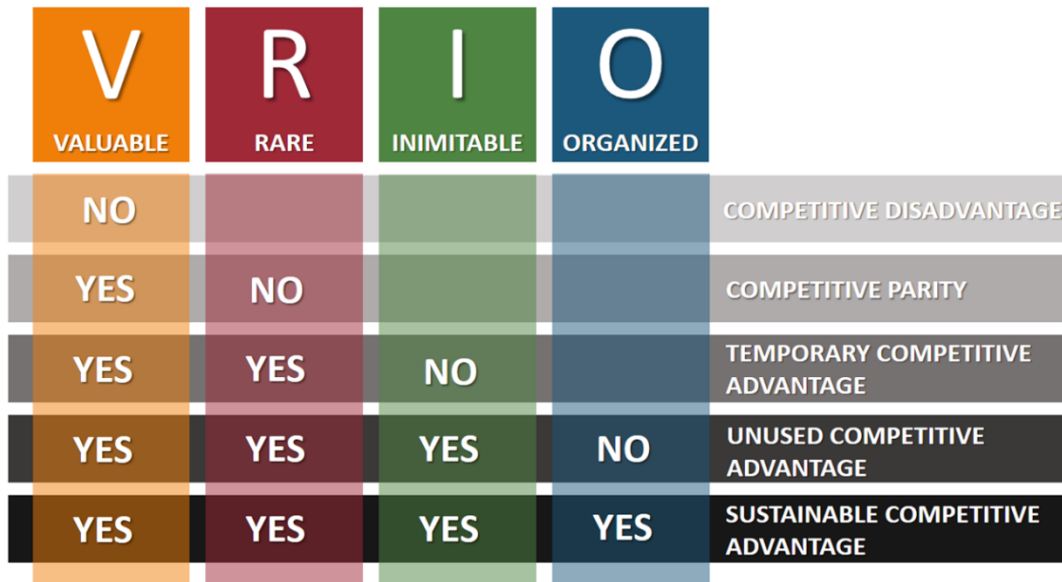 V R I O
VALUABLE RARE INIMITABLE ORGANIZED
NO COMPETITIVE DISADVANTAGE
YES NO COMPETITIVE PARITY
YES YES NO TEMPORARY COMPETITIVE
ADVANTAGE
YES YES YES NO UNUSED COMPETITIVE
ADVANTAGE
YES YES YES YES SUSTAINABLE COMPETITIVE
ADVANTAGE